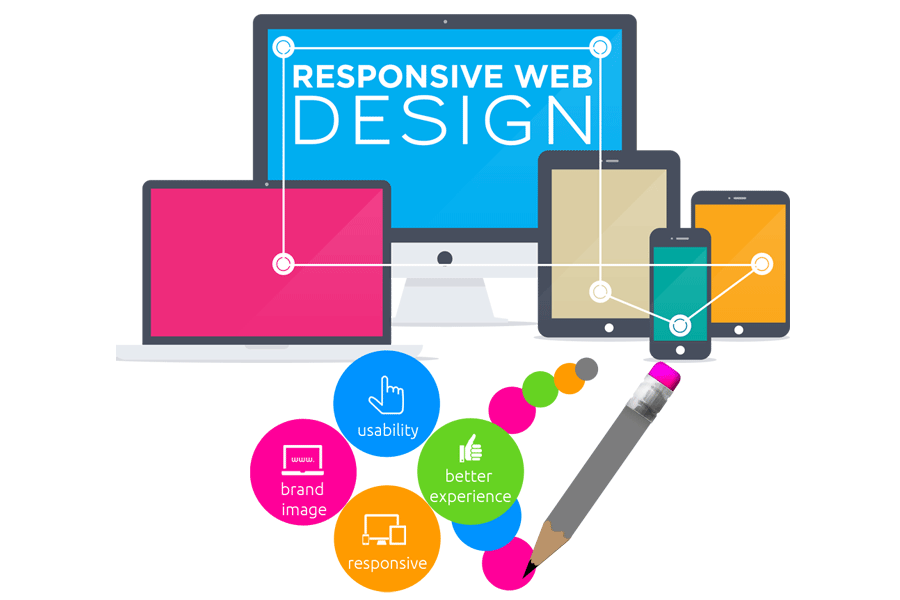 RESPONSIVE WEB
DESIGN
usability
www.
brand
image
better
experience
responsive